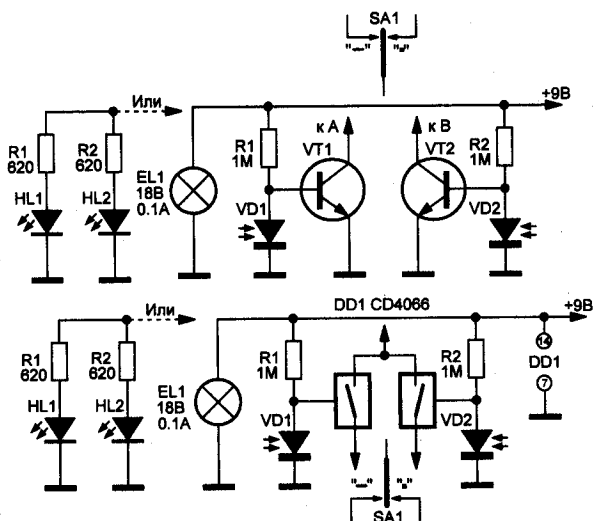 SA1
"—" "="
Или
+9В
R1
620
R2
620
HL1
HL2
EL1
18В
0.1А
R1
1М
к А
VT1
VD1
к В
VT2
R2
1М
VD2
Или
DD1 CD4066
+9В
R1
620
R2
620
HL1
HL2
EL1
18В
0.1А
R1
1М
VD1
R2
1М
VD2
14
DD1
7
SA1